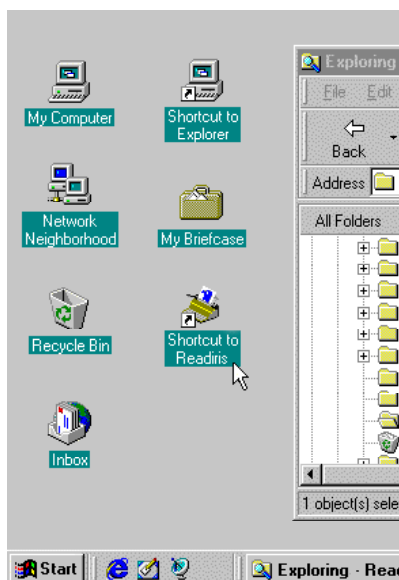 My Computer
Shortcut to
Explorer
Network
Neighborhood
My Briefcase
Recycle Bin
Shortcut to
Readiris
Inbox
Exploring
File Edit
Back
Address
All Folders
1 object(s) sele
Start
Exploring - Read